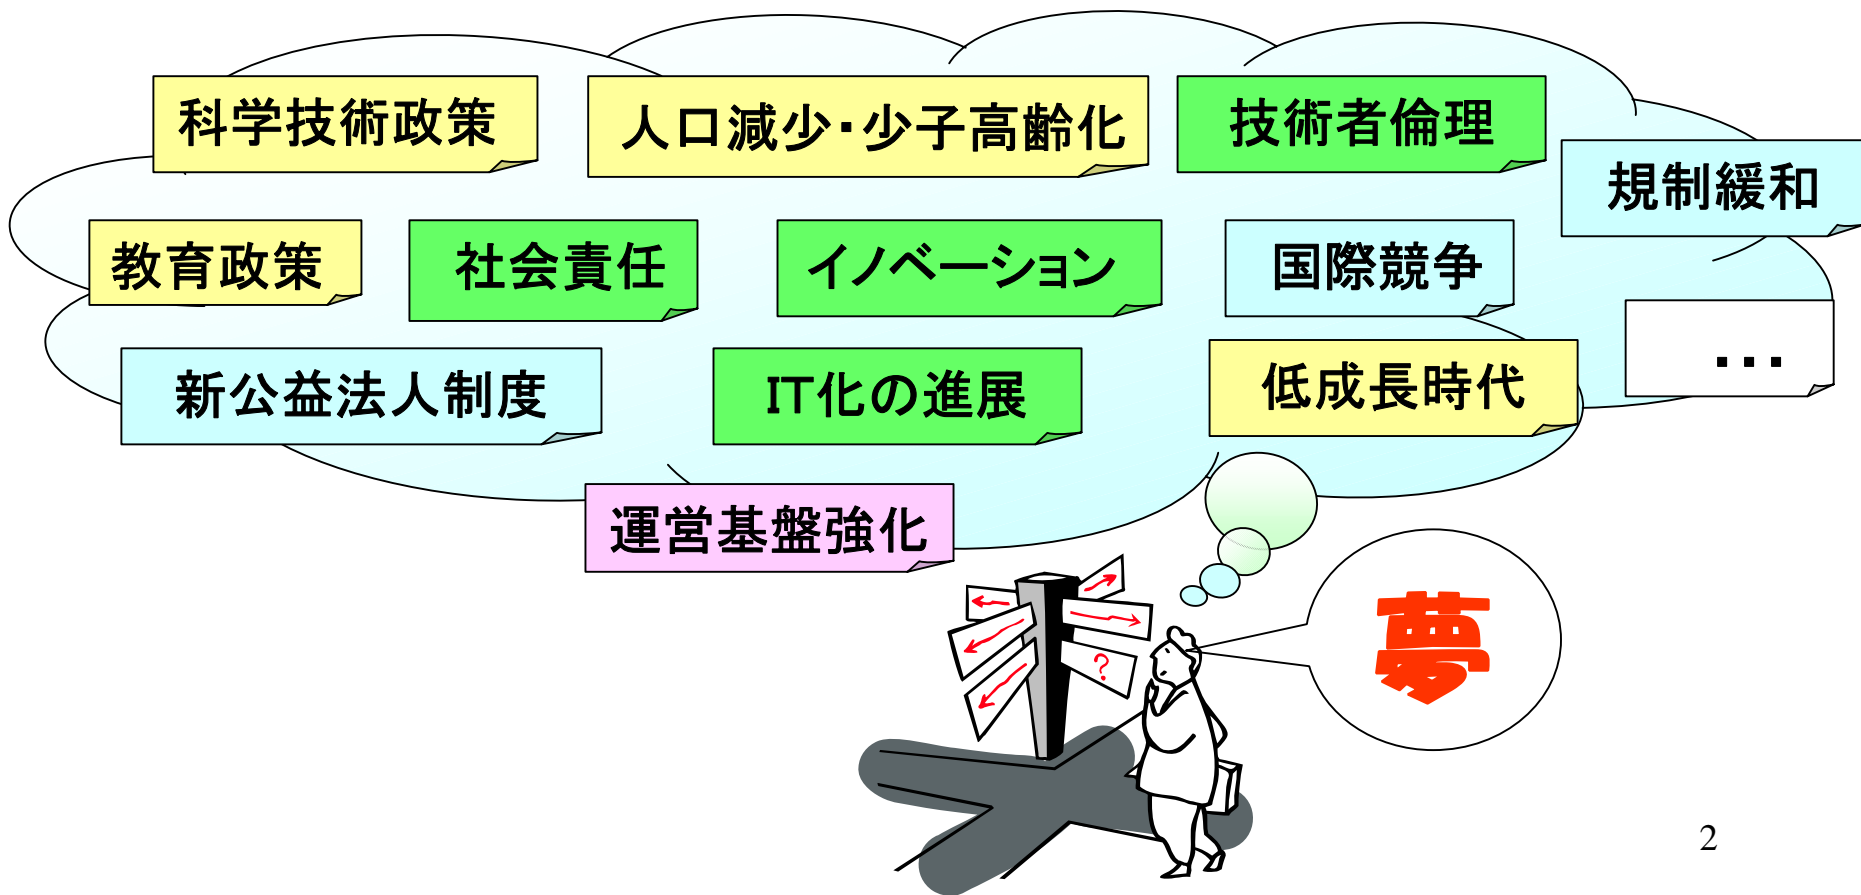 科学技術政策
人口減少・少子高齢化
技術者倫理
規制緩和
教育政策
社会責任
イノベーション
国際競争
…
新公益法人制度
IT化の進展
低成長時代
運営基盤強化
?
夢
2